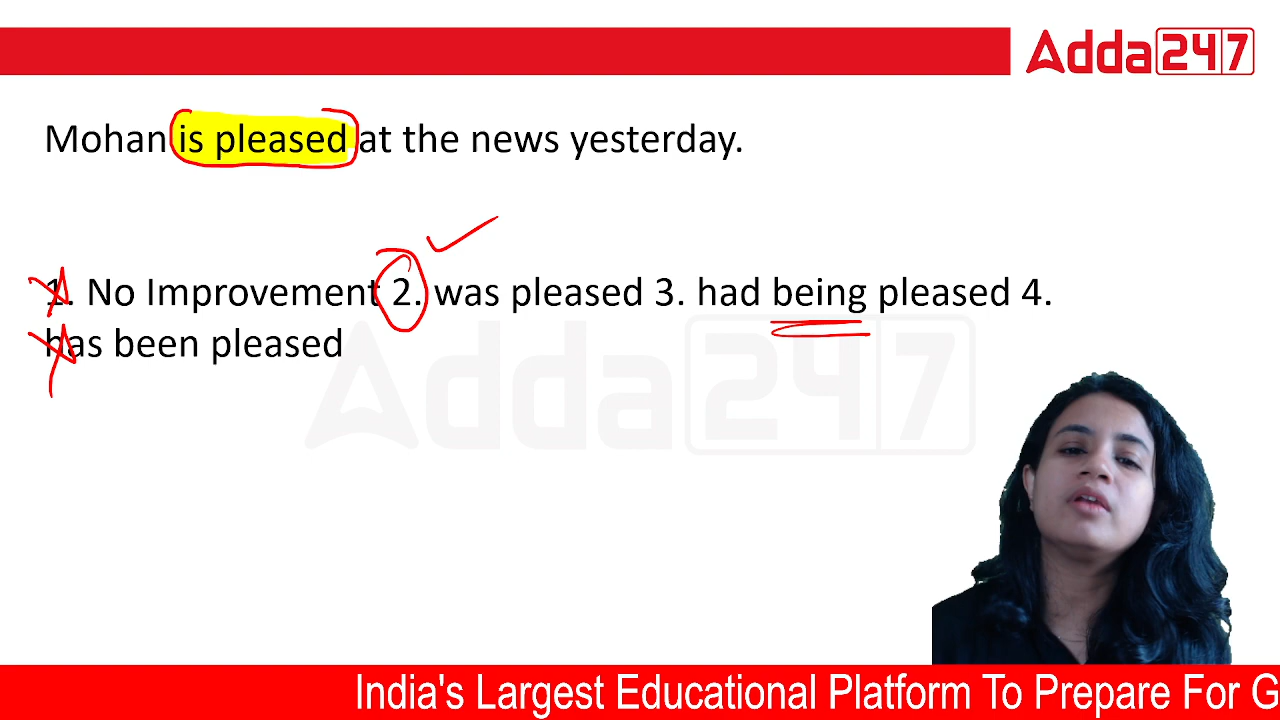 Adda247
Mohan is pleased at the news yesterday.
1. No Improvement 2. was pleased 3. had being pleased 4.
has been pleased
Adda247
India's Largest Educational Platform To Prepare For G